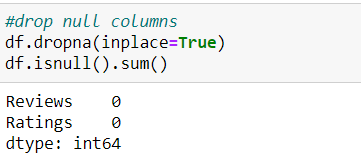 #drop null columns
df.dropna(inplace=True)
df.isnull().sum()
Reviews    0
Ratings    0
dtype: int64